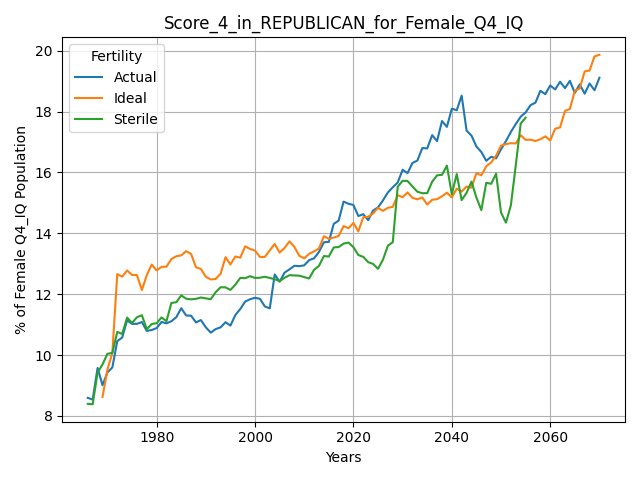 Score_4_in_REPUBLICAN_for_Female_Q4_IQ
Fertility
Actual
Ideal
Sterile
% of Female Q4_IQ Population
20
18
16
14
12
10
8
1980
2000
2020
2040
2060
Years